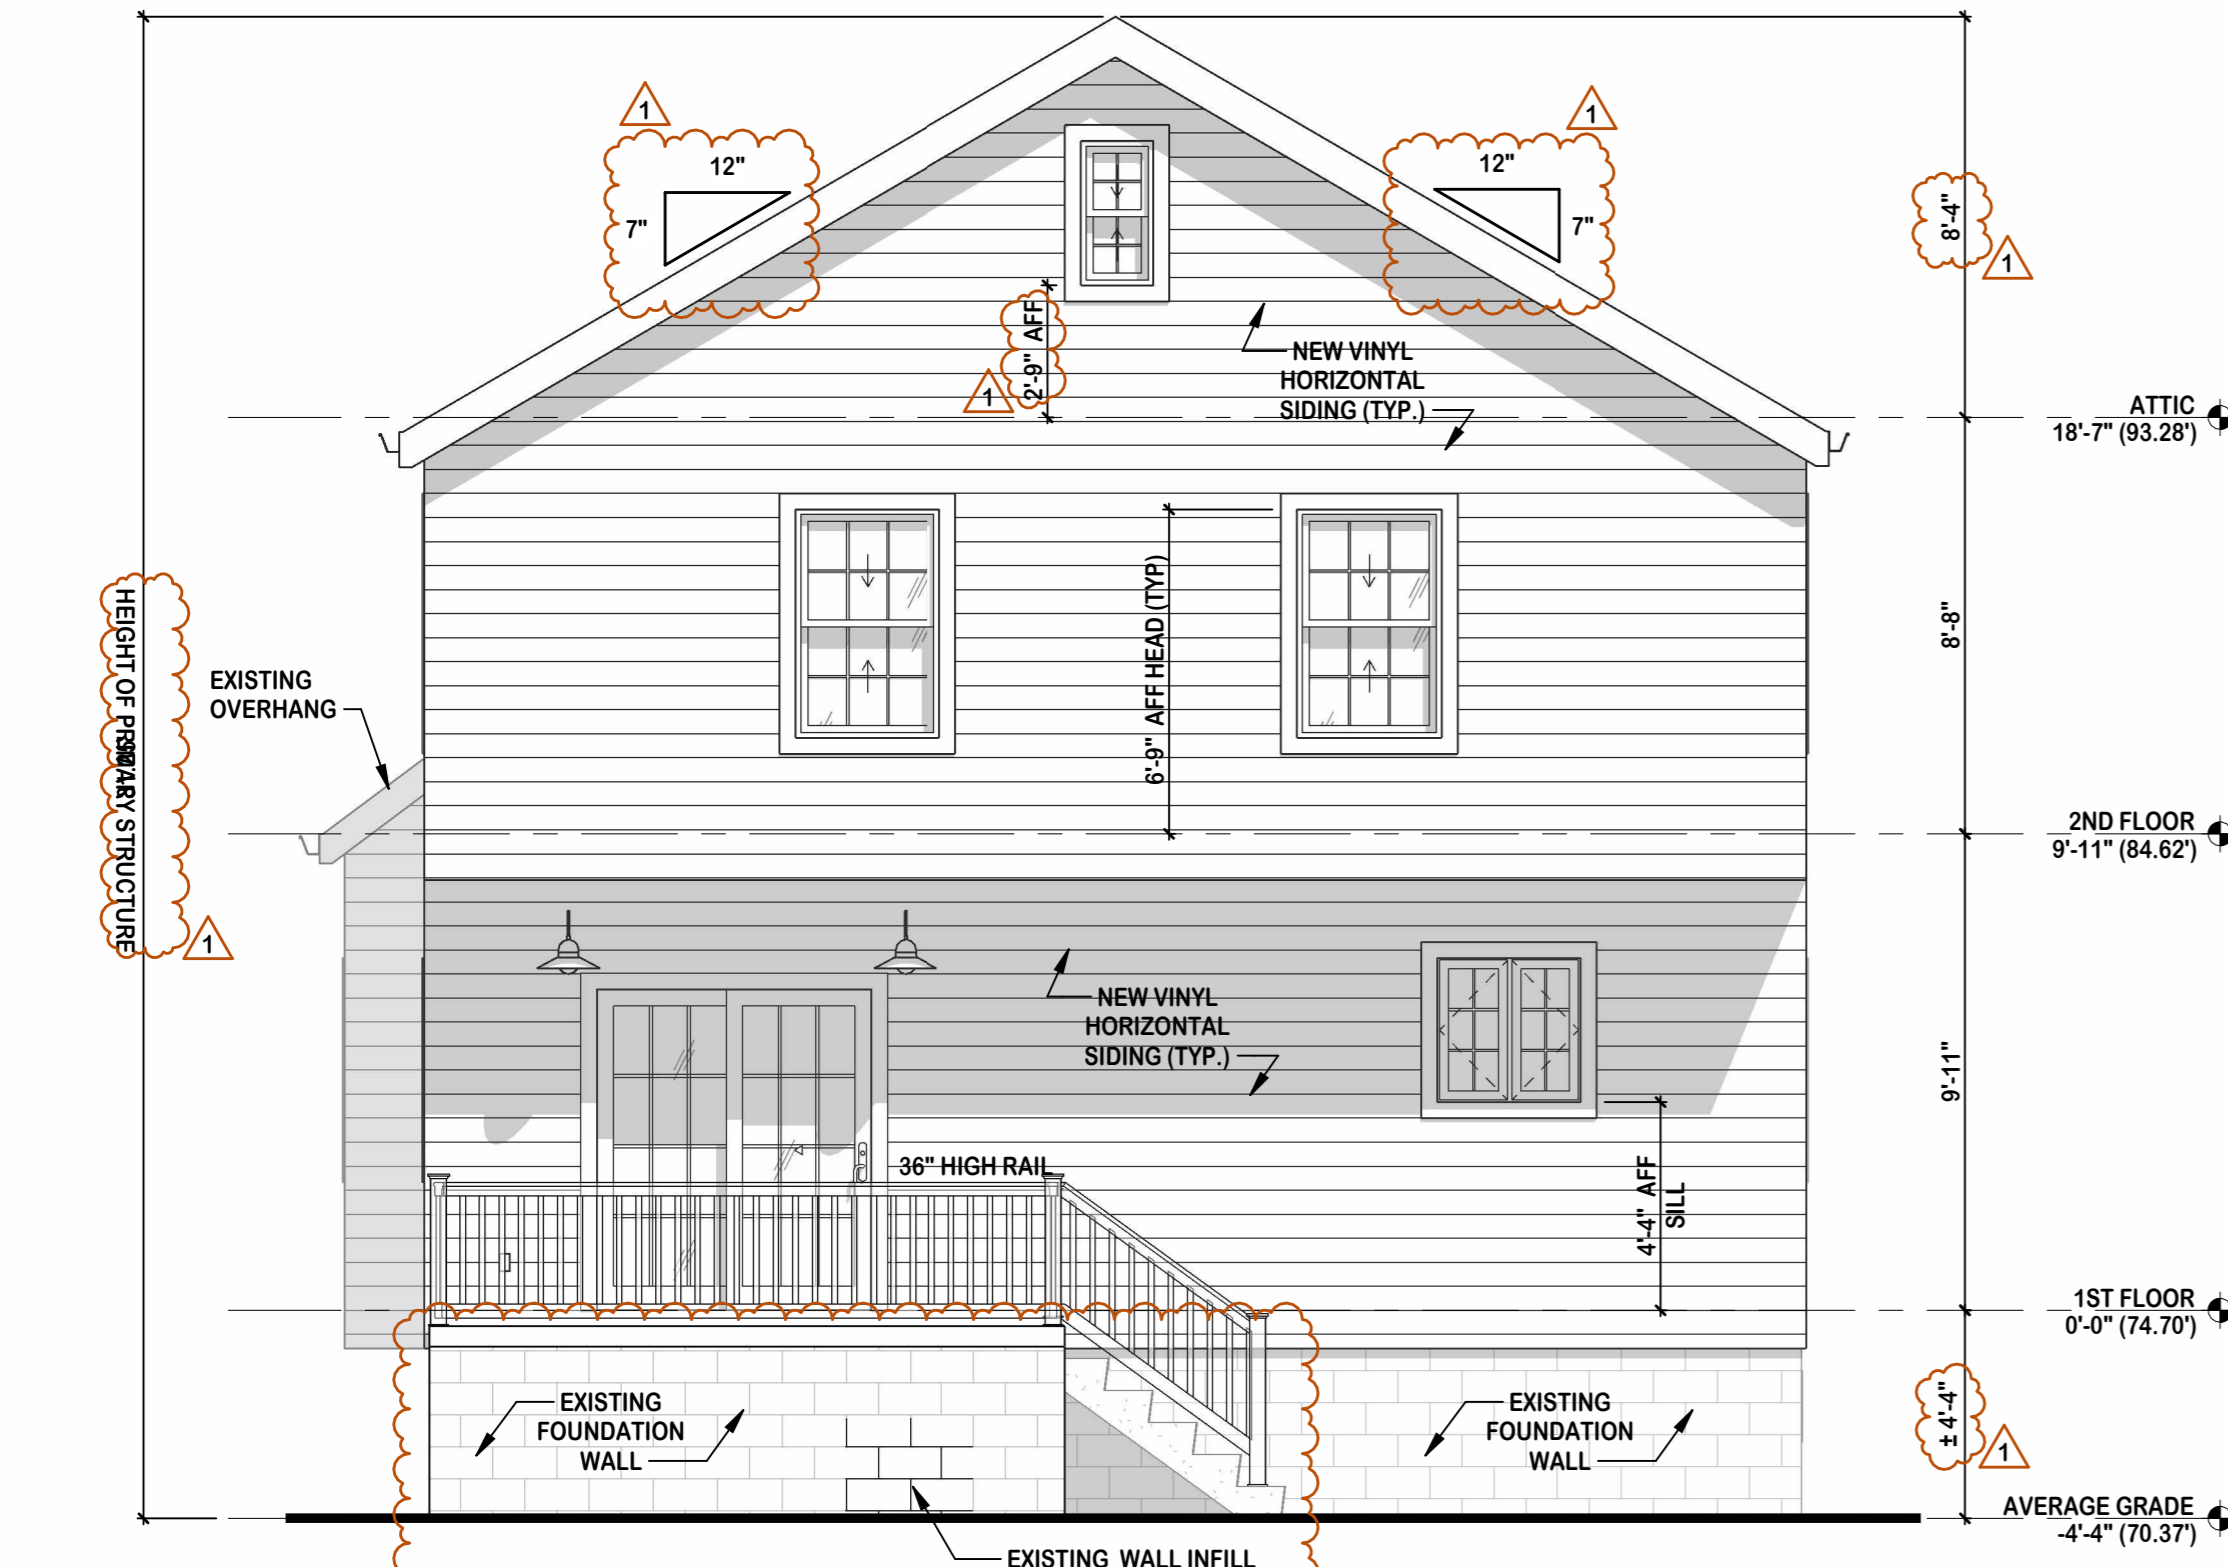 1
1
12"
12"
7"
7"
8'-4"
1
2'-9" AFF
1
NEW VINYL
HORIZONTAL
SIDING (TYP.)
ATTIC
18'-7" (93.28')
6'-9" AFF HEAD (TYP)
8'-8"
HEIGHT OF PRIMARY STRUCTURE
1
EXISTING
OVERHANG
2ND FLOOR
9'-11" (84.62')
NEW VINYL
HORIZONTAL
SIDING (TYP.)
9'-11"
36" HIGH RAIL
4'-4" AFF
SILL
1ST FLOOR
0'-0" (74.70')
EXISTING
FOUNDATION
WALL
EXISTING
FOUNDATION
WALL
±4'-4"
1
AVERAGE GRADE
-4'-4" (70.37')
EXISTING WALL INFILL